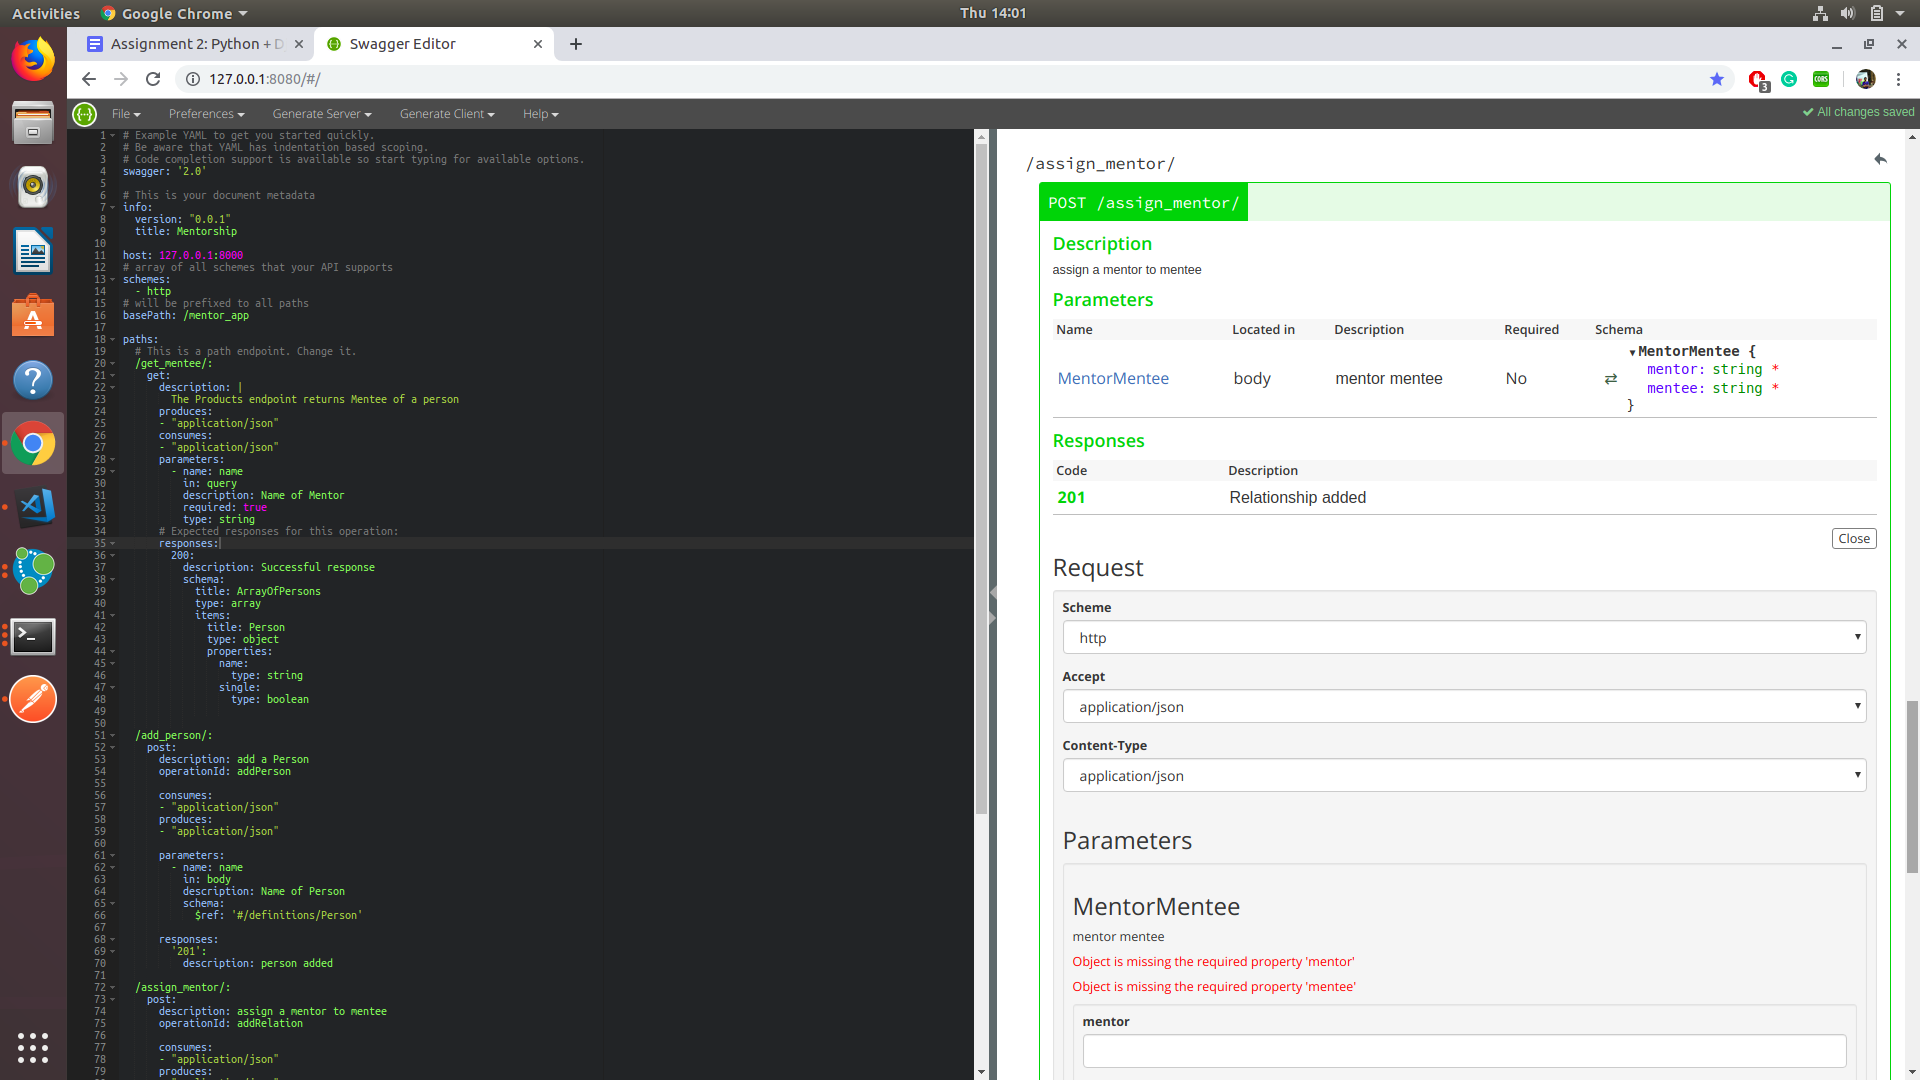 Activities
Google Chrome
Thu 14:01
Assignment 2: Python + D
Swagger Editor
127.0.0.1:8080/#/
3
CORS
File
Preferences
Generate Server
Generate Client
Help
All changes saved
1 # Example YAML to get you started quickly.
2 # Be aware that YAML has indentation based scoping.
3 # Code completion support is available so start typing for available options.
4 swagger: '2.0'
5
6 # This is your document metadata
7 info:
8 version: "0.0.1"
9 title: Mentorship
10
11 host: 127.0.0.1:8000
12 # array of all schemes that your API supports
13 schemes:
14 - http
15 # will be prefixed to all paths
16 basePath: /mentor_app
17
18 paths:
19 # This is a path endpoint. Change it.
20 /get_mentee/:
21 get:
22 description: |
23 The Products endpoint returns Mentee of a person
24 produces:
25 - "application/json"
26 consumes:
27 - "application/json"
28 parameters:
29 - name: name
30 in: query
31 description: Name of Mentor
32 required: true
33 type: string
34 # Expected responses for this operation:
35 responses:
36 200:
37 description: Successful response
38 schema:
39 title: ArrayOfPersons
40 type: array
41 items:
42 title: Person
43 type: object
44 properties:
45 name:
46 type: string
47 single:
48 type: boolean
49
50
51 /add_person/:
52 post:
53 description: add a Person
54 operationId: addPerson
55
56 consumes:
57 - "application/json"
58 produces:
59 - "application/json"
60
61 parameters:
62 - name: name
63 in: body
64 description: Name of Person
65 schema:
66 $ref: '#/definitions/Person'
67
68 responses:
69 '201':
70 description: person added
71
72 /assign_mentor/:
73 post:
74 description: assign a mentor to mentee
75 operationId: addRelation
76
77 consumes:
78 - "application/json"
79 produces:
/assign_mentor/
POST /assign_mentor/
Description
assign a mentor to mentee
Parameters
Name Located in Description Required Schema
MentorMentee body mentor mentee No ⇄ MentorMentee {
mentor: string *
mentee: string *
}
Responses
Code Description
201 Relationship added
Close
Request
Scheme
http
Accept
application/json
Content-Type
application/json
Parameters
MentorMentee
mentor mentee
Object is missing the required property 'mentor'
Object is missing the required property 'mentee'
mentor